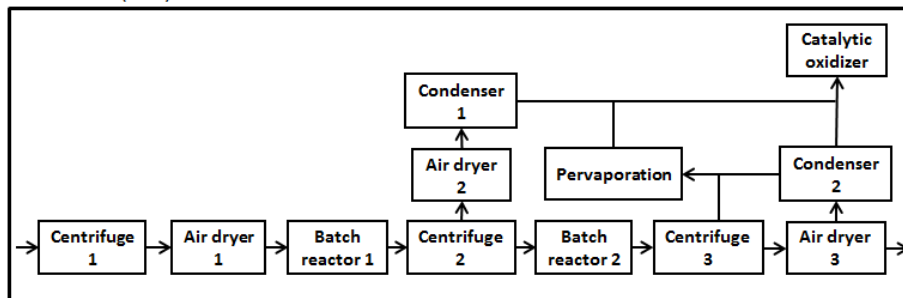 Catalytic
oxidizer
Condenser
1
Air dryer
2
Pervaporation
Condenser
2
Centrifuge
1
Air dryer
1
Batch
reactor 1
Centrifuge
2
Batch
reactor 2
Centrifuge
3
Air dryer
3